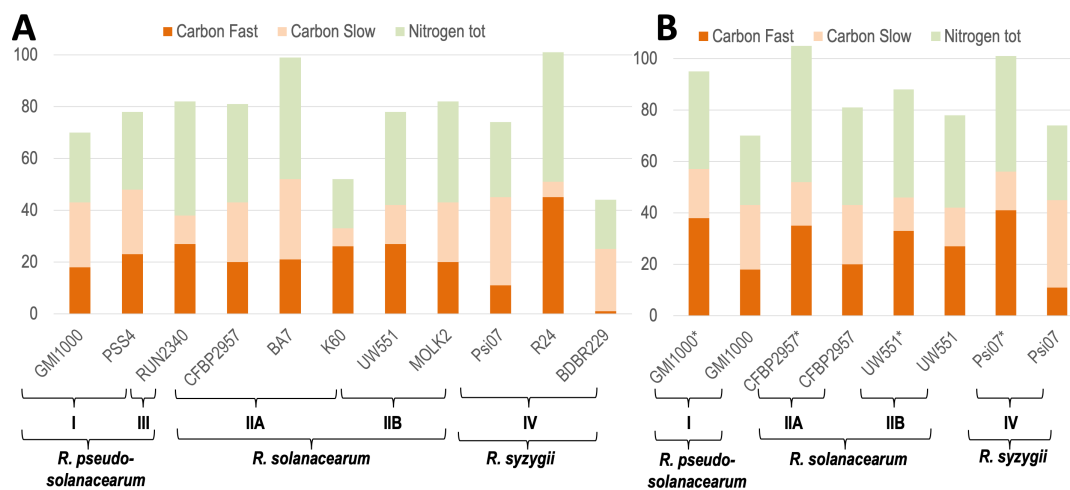 A
Carbon Fast Carbon Slow Nitrogen tot
100
80
60
40
20
0
GMI1000 PSS4 RUN2340 CFBP2957 BA7 K60 UW551 MOLK2 Psi07 R24 BDBR229
I III IIA IIB IV
R. pseudo-
solanacearum
R. solanacearum
R. syzygii
B
Carbon Fast Carbon Slow Nitrogen tot
100
80
60
40
20
0
GMI1000* GMI1000 CFBP2957* CFBP2957 UW551* UW551 Psi07* Psi07
I IIA IIB IV
R. pseudo-
solanacearum
R. solanacearum
R. syzygii